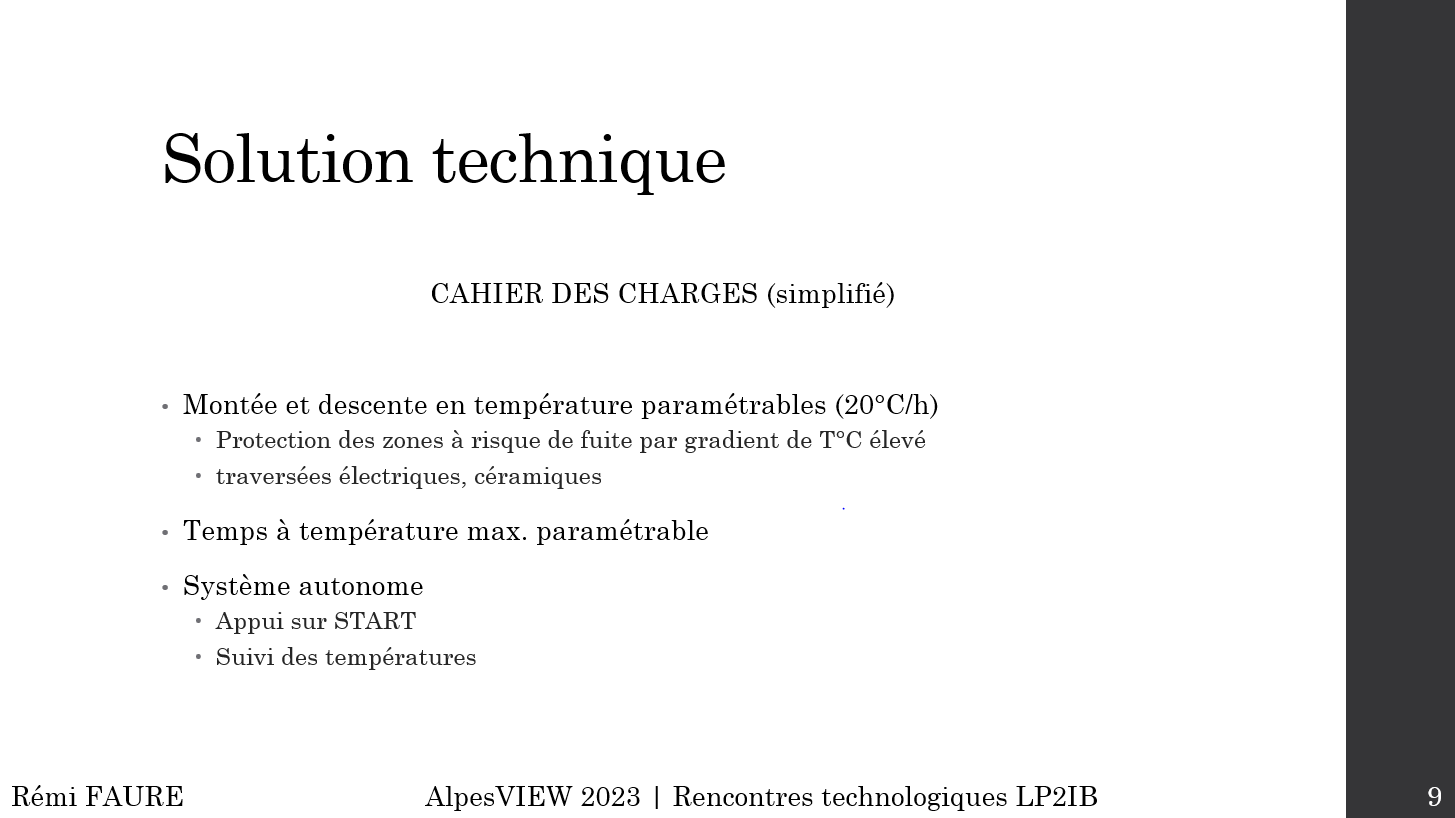 Solution technique
CAHIER DES CHARGES (simplifié)
• Montée et descente en température paramétrables (20°C/h)
• Protection des zones à risque de fuite par gradient de T°C élevé
• traversées électriques, céramiques
• Temps à température max. paramétrable
• Système autonome
• Appui sur START
• Suivi des températures
Rémi FAURE
AlpesVIEW 2023 | Rencontres technologiques LP2IB
9